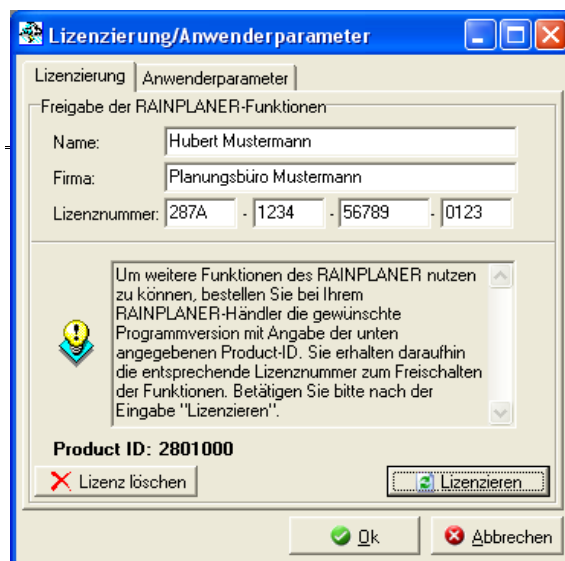 Lizenzierung/Anwenderparameter
Lizenzierung Anwenderparameter
Freigabe der RAINPLANER-Funktionen
Name: Hubert Mustermann
Firma: Planungsbüro Mustermann
Lizenznummer: 287A - 1234 - 56789 - 0123
Um weitere Funktionen des RAINPLANER nutzen
zu können, bestellen Sie bei Ihrem
RAINPLANER-Händler die gewünschte
Programmversion mit Angabe der unten
angegebenen Product-ID. Sie erhalten daraufhin
die entsprechende Lizenznummer zum Freischalten
der Funktionen. Betätigen Sie bitte nach der
Eingabe "Lizenzieren".
Product ID: 2801000
Lizenz löschen Lizenzieren
Ok Abbrechen